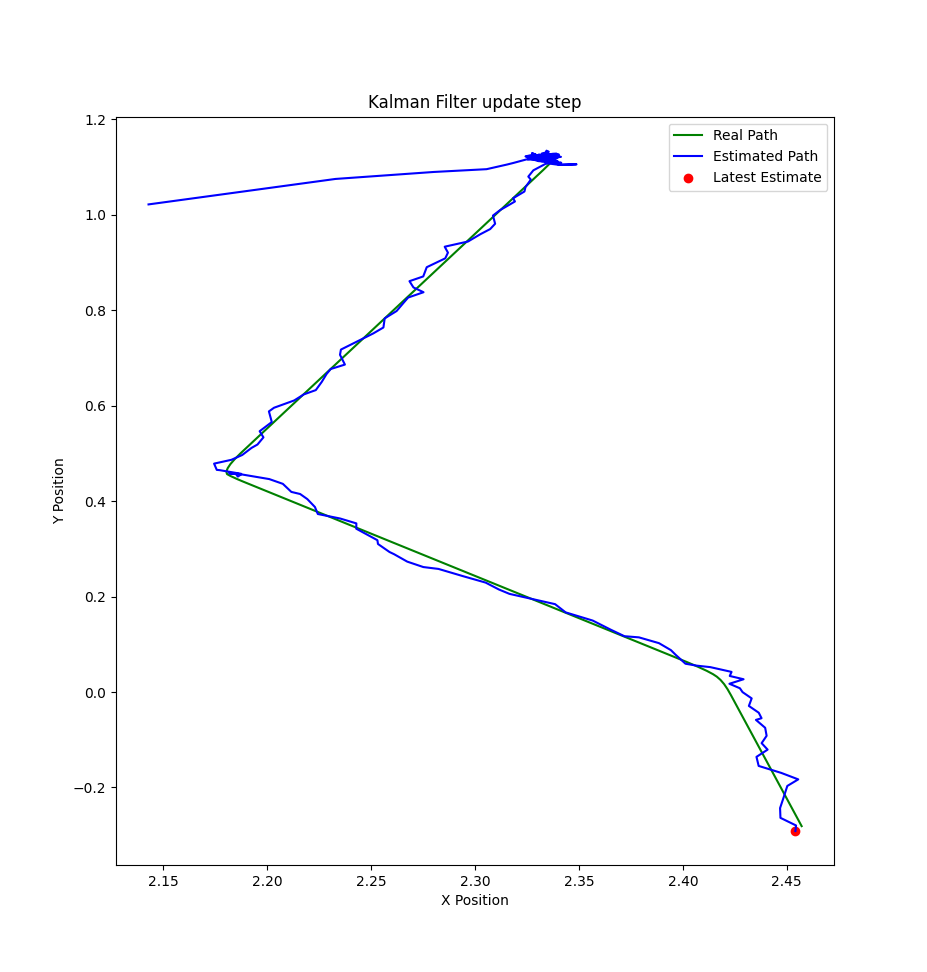 Kalman Filter update step
Real Path
Estimated Path
Latest Estimate
1.2
1.0
0.8
0.6
0.4
0.2
0.0
−0.2
Y Position
2.15
2.20
2.25
2.30
2.35
2.40
2.45
X Position